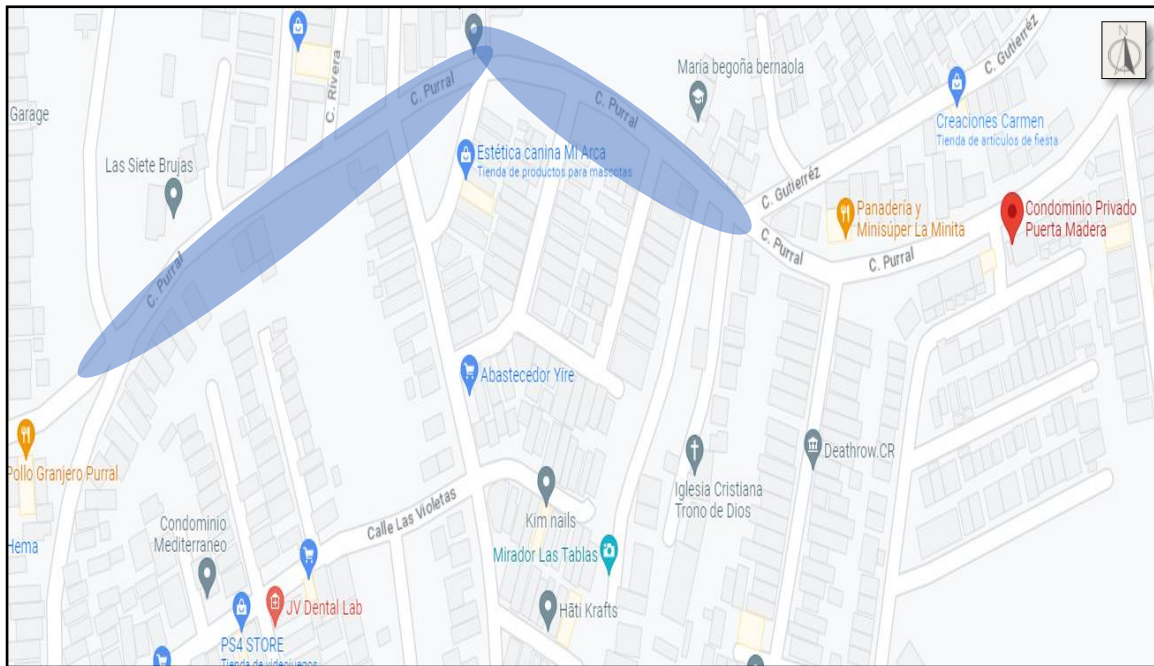 C. Rivera
C. Purral
C. Purral
C. Gutierréz
Maria begoña bernaola
Garage
Creaciones Carmen
Tienda de artículos de fiesta
Las Siete Brujas
Estética canina Mi Arca
Tienda de productos para mascotas
C. Gutierréz
Panadería y
Minisúper La Minita
Condominio Privado
Puerta Madera
C. Purral
C. Purral
C. Purral
Abastecedor Yire
Deathrow.CR
Pollo Granjero Purral
Iglesia Cristiana
Trono de Dios
Calle Las Violetas
Kim nails
Condominio
Mediterraneo
Hema
Mirador Las Tablas
JV Dental Lab
Hāti Krafts
PS4 STORE
Tienda de videojuegos